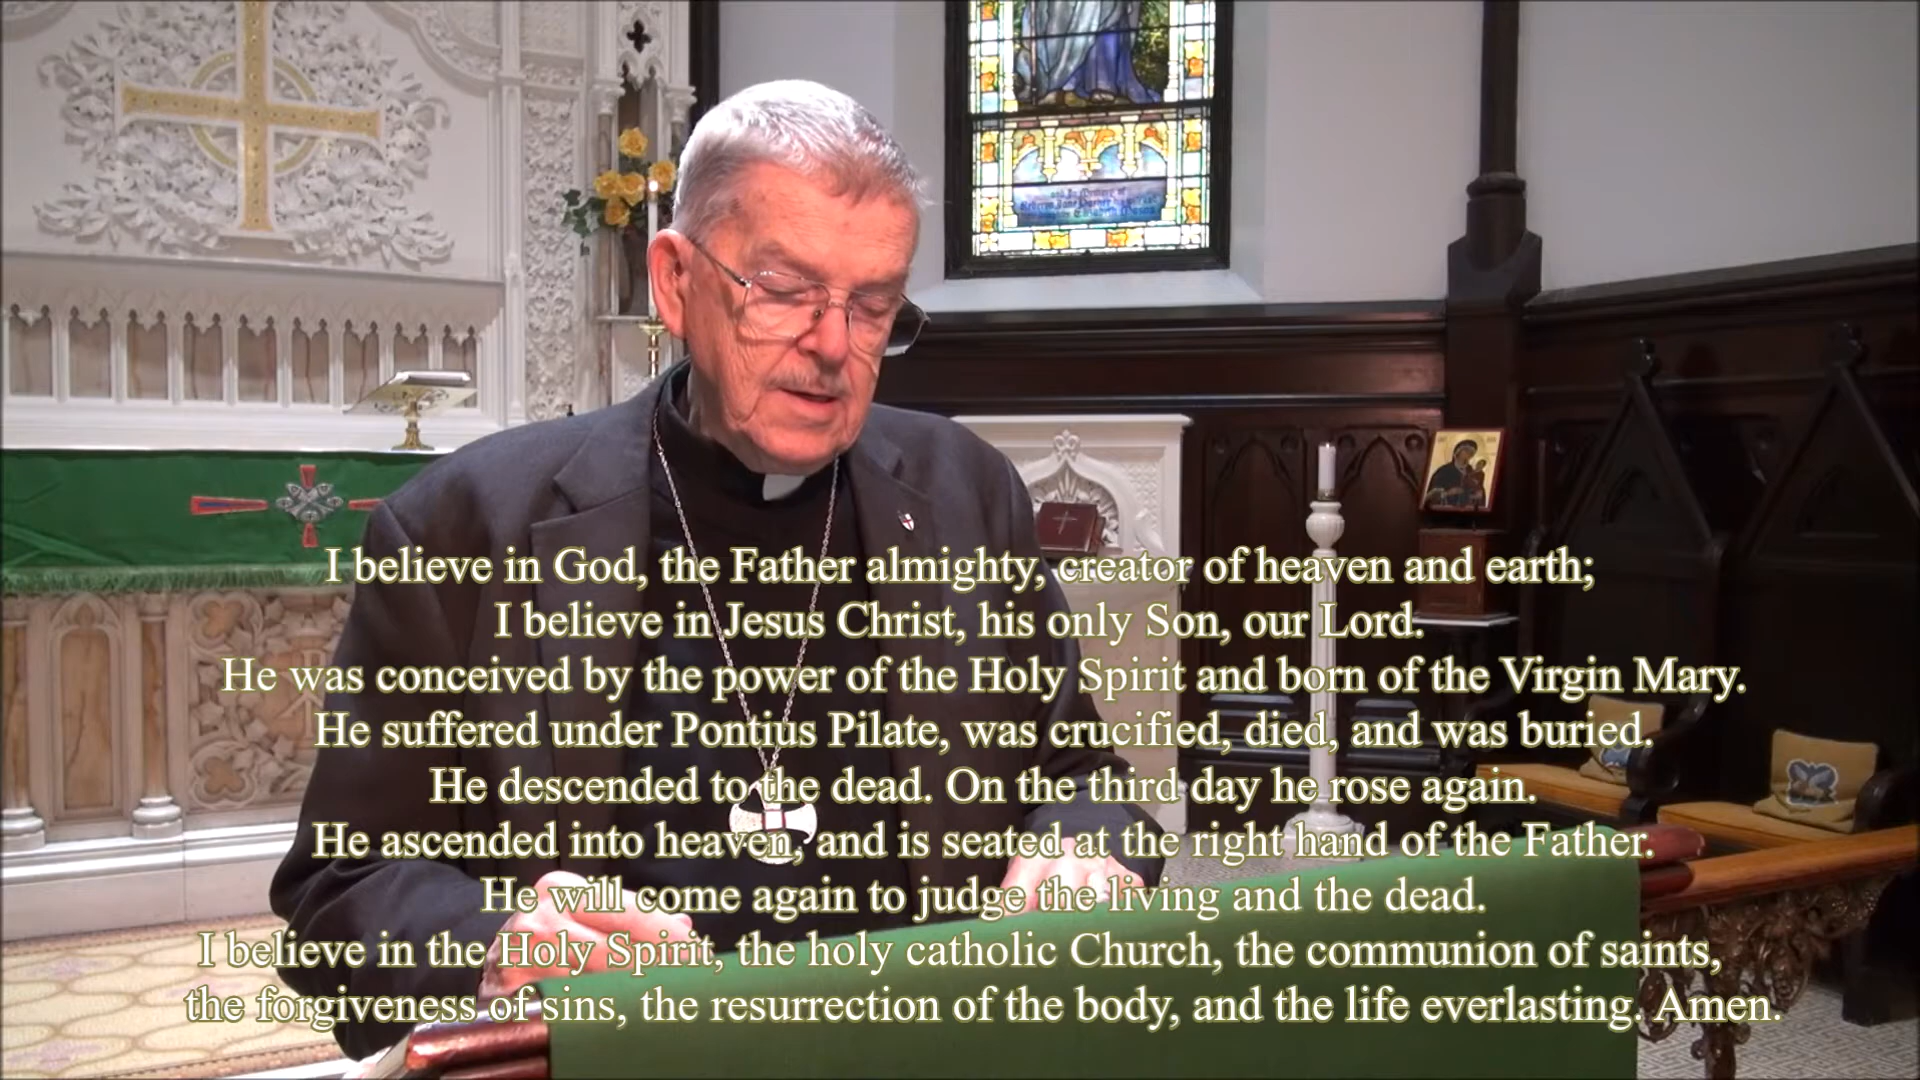 and In Memory of
I believe in God, the Father almighty, creator of heaven and earth;
I believe in Jesus Christ, his only Son, our Lord.
He was conceived by the power of the Holy Spirit and born of the Virgin Mary.
He suffered under Pontius Pilate, was crucified, died, and was buried.
He descended to the dead. On the third day he rose again.
He ascended into heaven, and is seated at the right hand of the Father.
He will come again to judge the living and the dead.
I believe in the Holy Spirit, the holy catholic Church, the communion of saints,
the forgiveness of sins, the resurrection of the body, and the life everlasting. Amen.